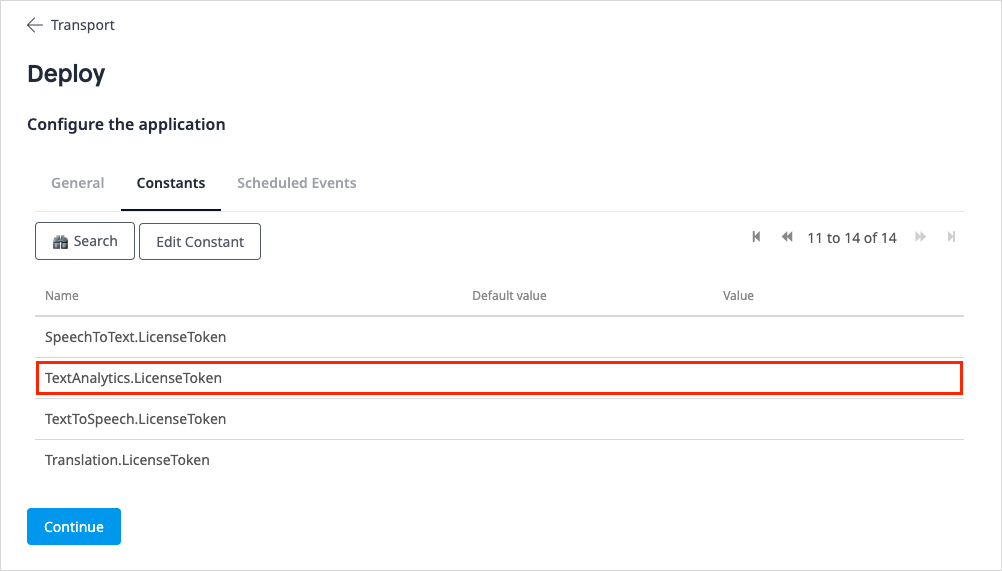 Transport
Deploy
Configure the application
General Constants Scheduled Events
Search Edit Constant 11 to 14 of 14
Name Default value Value
SpeechToText.LicenseToken
TextAnalytics.LicenseToken
TextToSpeech.LicenseToken
Translation.LicenseToken
Continue